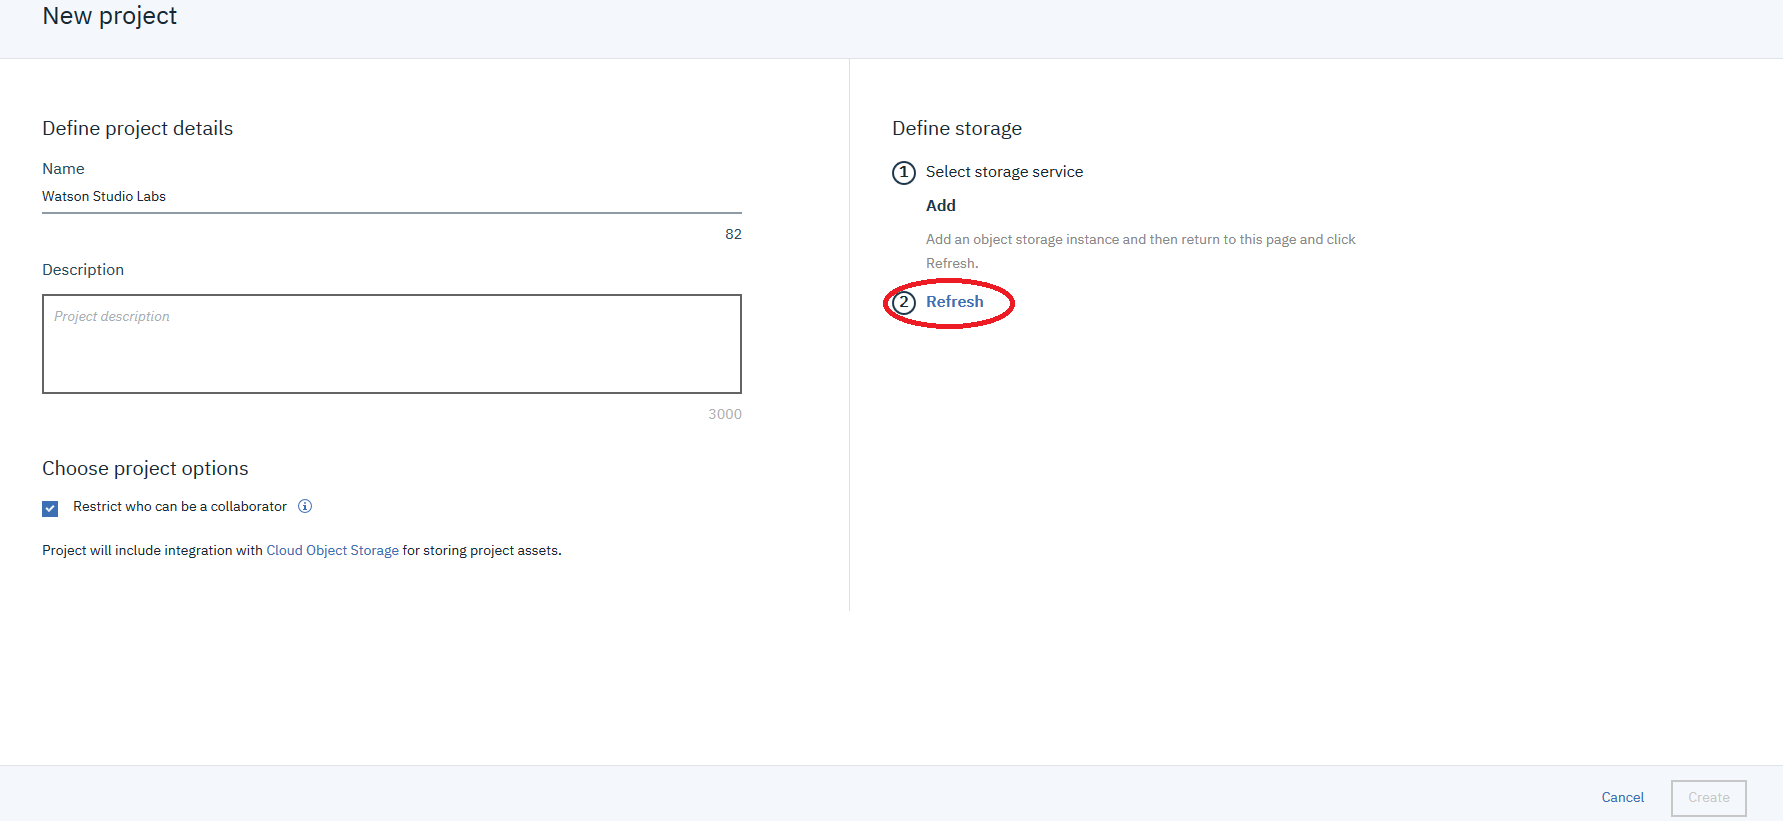 New project
Define project details
Name
Watson Studio Labs
82
Description
Project description
3000
Choose project options
Restrict who can be a collaborator
Project will include integration with Cloud Object Storage for storing project assets.
Define storage
1 Select storage service
Add
Add an object storage instance and then return to this page and click
Refresh.
2 Refresh
Cancel
Create